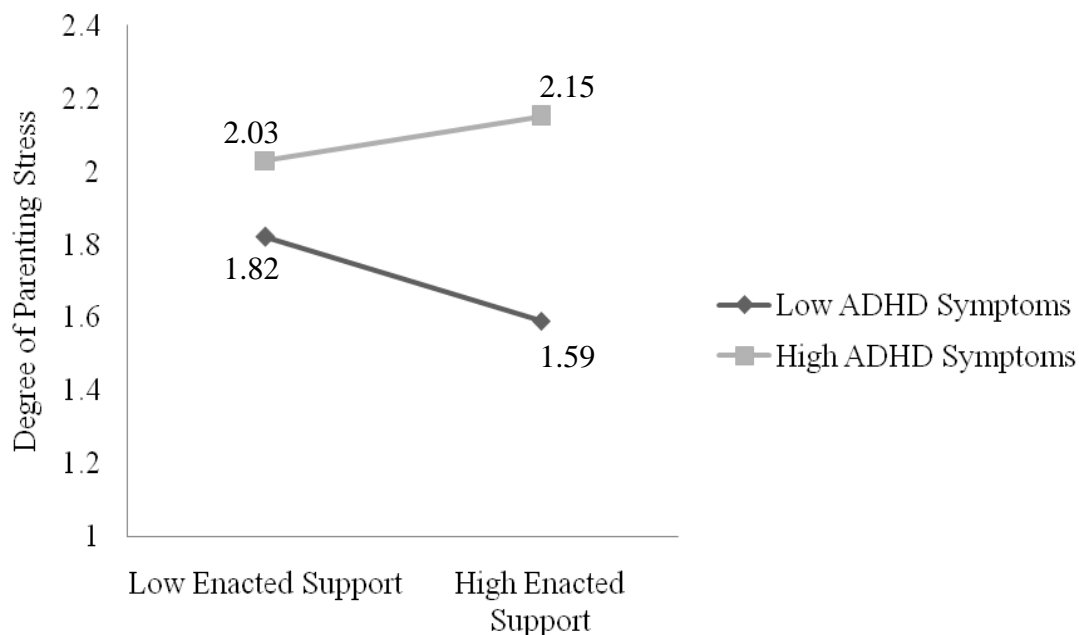 2.4
2.2
2
1.8
1.6
1.4
1.2
1
Degree of Parenting Stress
2.03
2.15
1.82
1.59
Low ADHD Symptoms
High ADHD Symptoms
Low Enacted Support
High Enacted
Support